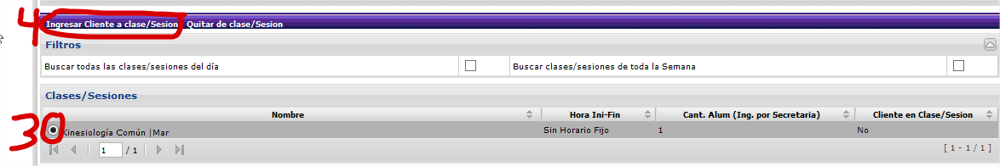 4 Ingresar Cliente a clase/Sesion Quitar de clase/Sesion
Filtros
Buscar todas las clases/sesiones del día Buscar clases/sesiones de toda la Semana
Clases/Sesiones
Nombre Hora Ini-Fin Cant. Alum (Ing. por Secretaria) Cliente en Clase/Sesion
3 Kinesiología Común |Mar Sin Horario Fijo 1 No
1 / 1 [ 1 - 1 / 1 ]